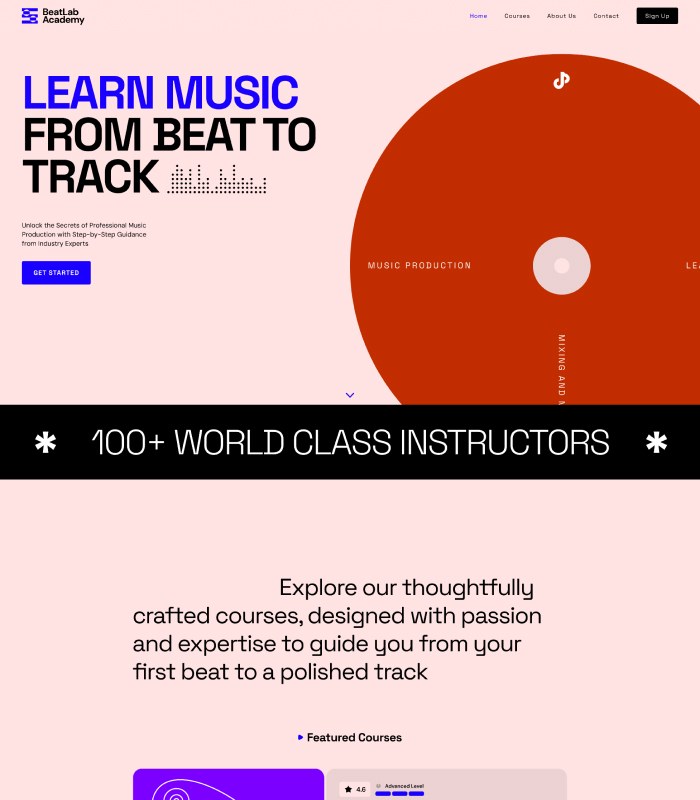 BeatLab
Academy
Home
Courses
About Us
Contact
Sign Up
LEARN MUSIC
FROM BEAT TO
TRACK
Unlock the Secrets of Professional Music
Production with Step-by-Step Guidance
from Industry Experts
GET STARTED
MUSIC PRODUCTION
LEA
MIXING AND M
* 100+ WORLD CLASS INSTRUCTORS *
Explore our thoughtfully
crafted courses, designed with passion
and expertise to guide you from your
first beat to a polished track
Featured Courses
4.6
Advanced Level